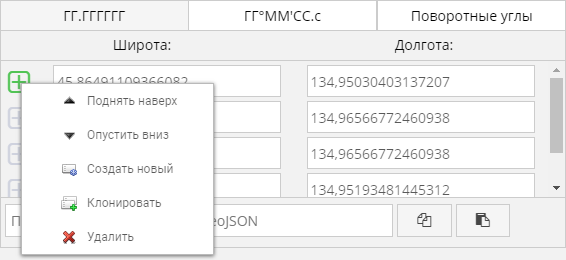 ГГ.ГГГГГГ ГГ°ММ'СС.с Поворотные углы
Широта: Долгота:
45,86491109366082 134,95030403137207
Поднять наверх 134,96566772460938
Опустить вниз
Создать новый 134,96566772460938
134,95193481445312
Клонировать
П eoJSON
Удалить